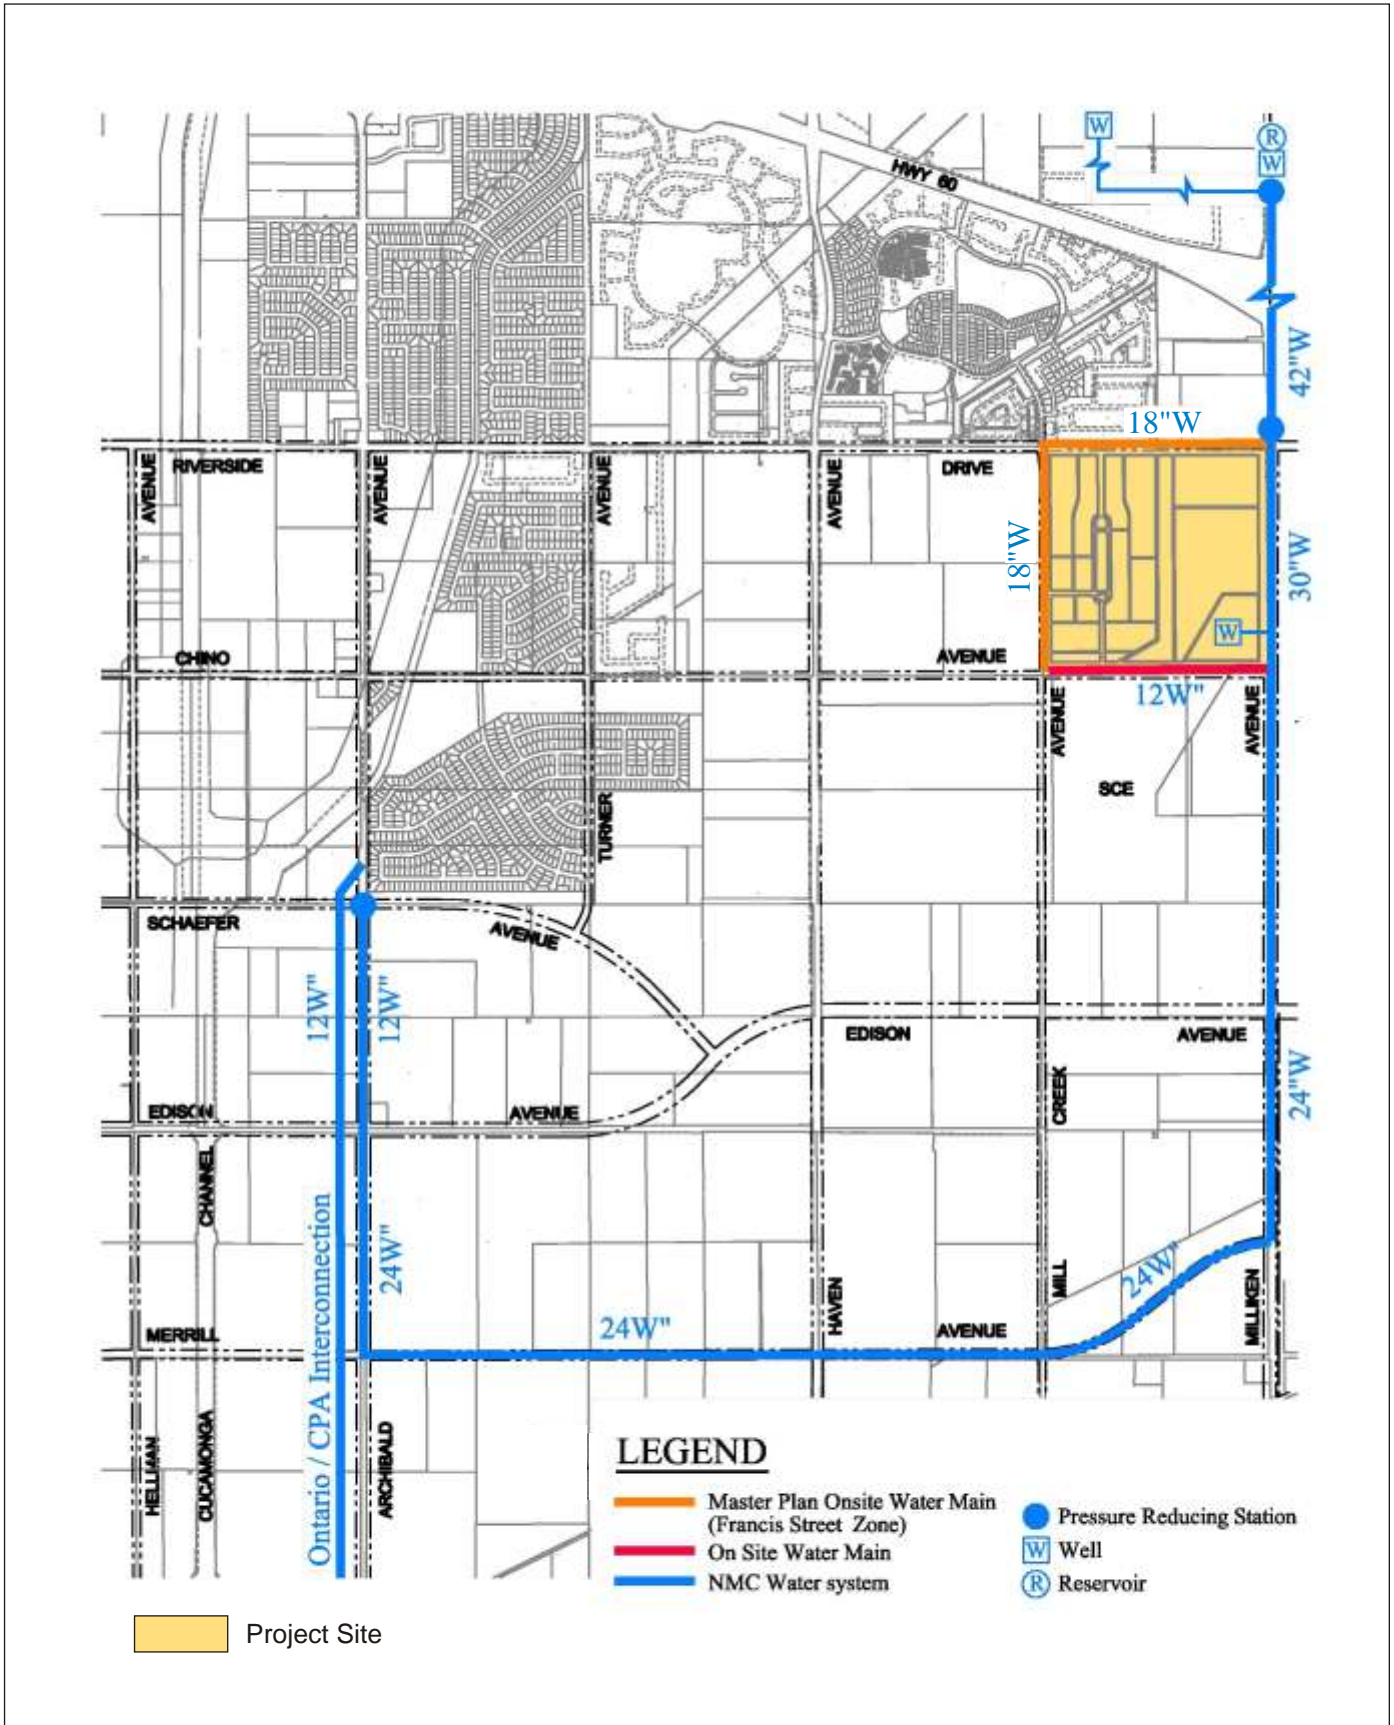 W
R
W
HWY 60
42"W
18"W
AVENUE
RIVERSIDE
AVENUE
AVENUE
AVENUE
DRIVE
18"W
30"W
W
CHINO
AVENUE
12W"
AVENUE
AVENUE
SCE
TURNER
SCHAEFER
AVENUE
12W"
12W"
EDISON
AVENUE
24"W
CREEK
EDISON
AVENUE
CHANNEL
Ontario / CPA Interconnection
24W"
24W"
MILL
HAVEN
MILLIKEN
MERRILL
24W"
AVENUE
HELLMAN
CUCAMONGA
ARCHIBALD
LEGEND
Master Plan Onsite Water Main
(Francis Street Zone)
On Site Water Main
NMC Water system
Pressure Reducing Station
W Well
R Reservoir
Project Site